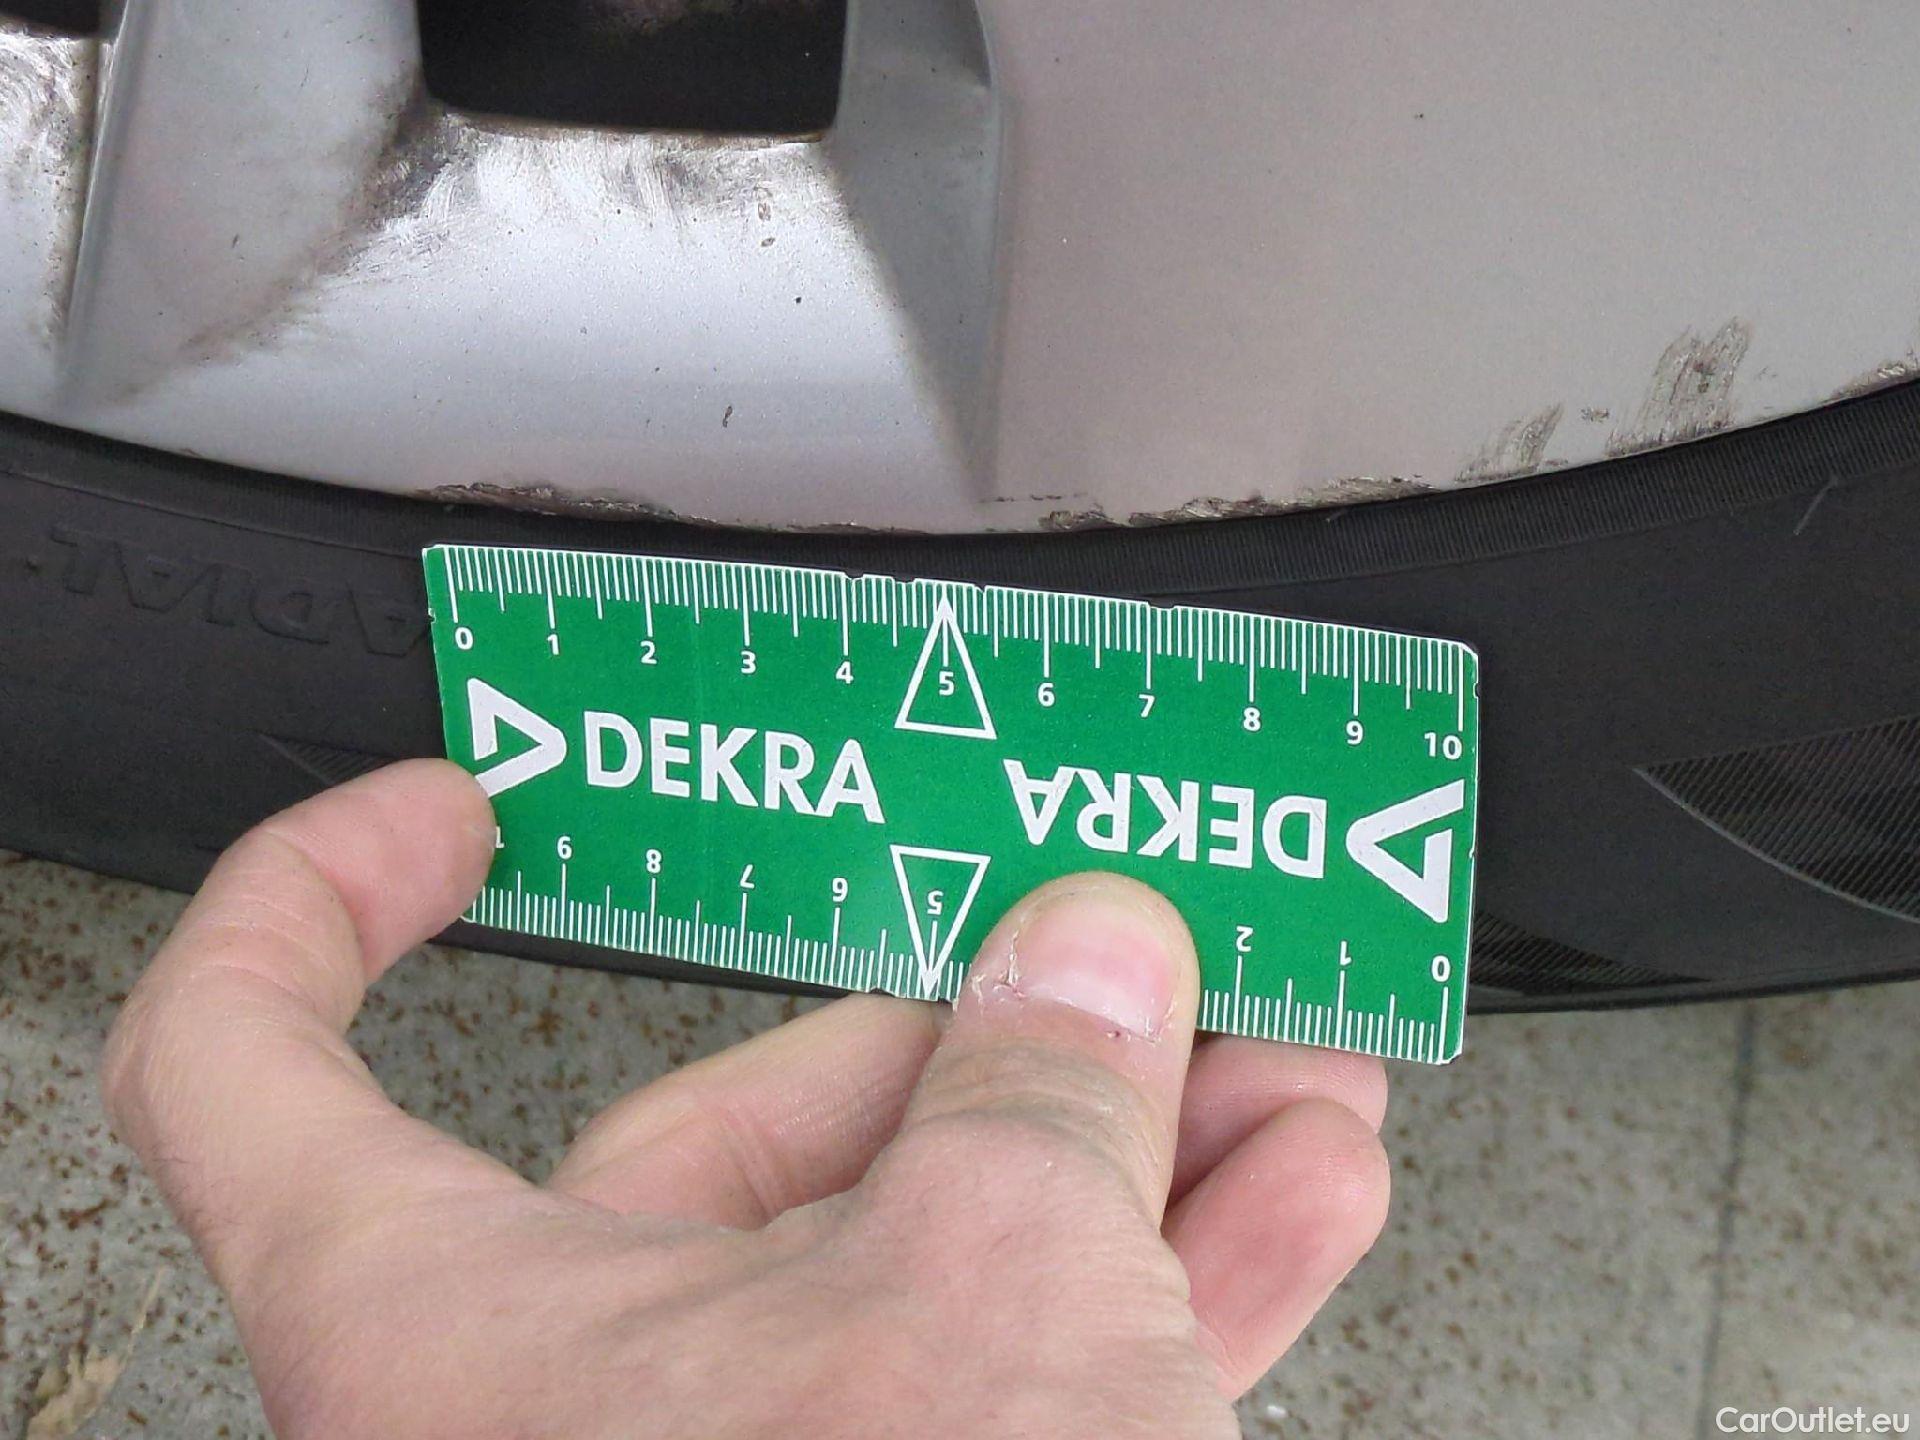 RADIAL
0 1 2 3 4 5 6 7 8 9 10
DEKRA
DEKRA
9 8 7 6 5 2 1 0
CarOutlet.eu